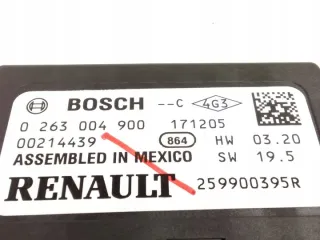 BOSCH --C 4G3
0 263 004 900 171205
00214439 864 HW 03.20
ASSEMBLED IN MEXICO SW 19.5
RENAULT 259900395R